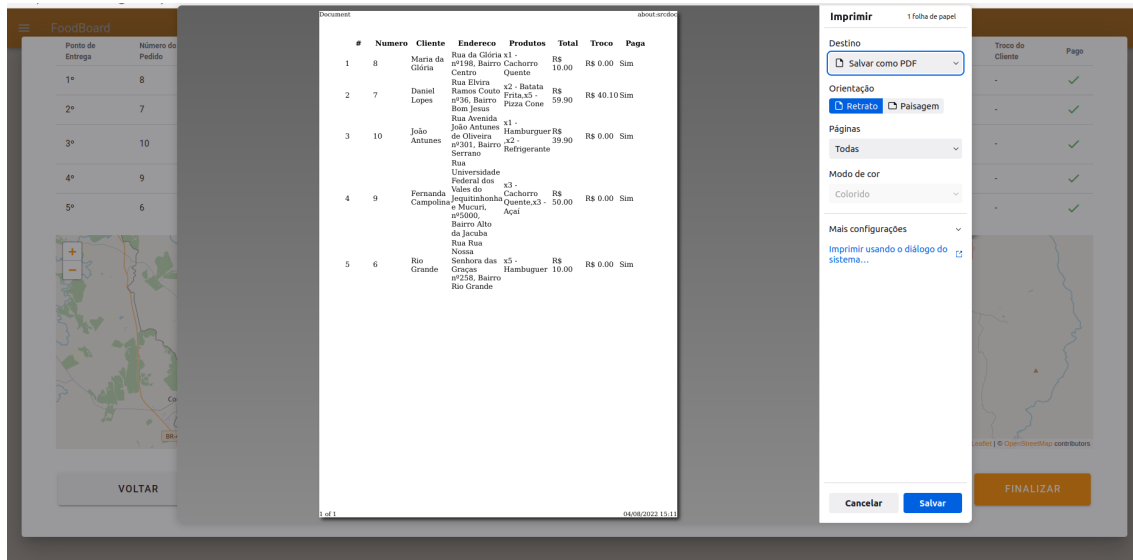 FoodBoard
Ponto de Entrega
Número do Pedido
1º 8
2º 7
3º 10
4º 9
5º 6
+
−
BR-
VOLTAR
Document about:srcdoc
# Numero Cliente Endereco Produtos Total Troco Paga
1 8 Maria da Glória Rua da Glória nº198, Bairro Centro x1 - Cachorro Quente R$ 10.00 R$ 0.00 Sim
2 7 Daniel Lopes Rua Elvira Ramos Couto nº36, Bairro Bom Jesus x2 - Batata Frita,x5 - Pizza Cone R$ 59.90 R$ 40.10 Sim
3 10 João Antunes Rua Avenida João Antunes de Oliveira nº301, Bairro Serrano x1 - Hamburguer ,x2 - Refrigerante R$ 39.90 R$ 0.00 Sim
4 9 Fernanda Campolina Rua Universidade Federal dos Vales do Jequitinhonha e Mucuri, nº5000, Bairro Alto da Jacuba x3 - Cachorro Quente,x3 - Açaí R$ 50.00 R$ 0.00 Sim
5 6 Rio Grande Rua Rua Nossa Senhora das Graças nº258, Bairro Rio Grande x5 - Hambuguer R$ 10.00 R$ 0.00 Sim
1 of 1 04/08/2022 15:11
Imprimir 1 folha de papel
Destino
Salvar como PDF
Orientação
Retrato Paisagem
Páginas
Todas
Modo de cor
Colorido
Mais configurações
Imprimir usando o diálogo do sistema…
Cancelar Salvar
Troco do Cliente
Pago
-
-
-
-
-
Leaflet | © OpenStreetMap contributors
FINALIZAR